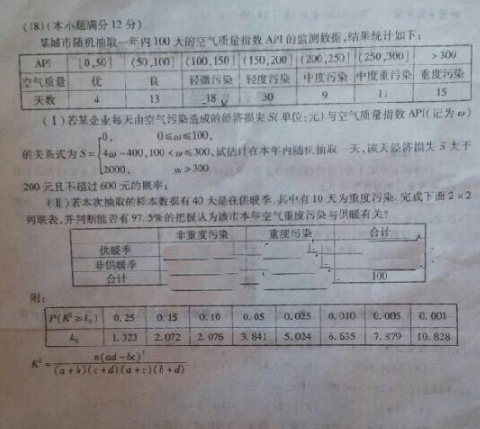 (18)(本小题满分12分)
某城市随机抽取一年内100天的空气质量指数API的监测数据,结果统计如下:
API [0,50] (50,100] (100,150] (150,200] (200,250] (250,300] >300
空气质量 优 良 轻微污染 轻度污染 中度污染 中度重污染 重度污染
天数 4 13 18 30 9 11 15
(Ⅰ)若某企业每天由空气污染造成的经济损失S(单位:元)与空气质量指数API(记为ω)
0, 0≤ω≤100,
的关系式为S= 4ω-400,100<ω≤300,试估计在本年内随机抽取一天,该天经济损失S大于
2000, ω>300
200元且不超过600元的概率;
(Ⅱ)若本次抽取的样本数据有40天是在供暖季,其中有10天为重度污染,完成下面2×2
列联表,并判断能否有97.5%的把握认为该市本年空气重度污染与供暖有关?
非重度污染 重度污染 合计
供暖季
非供暖季
合计 100
附:
P(K²≥k₀) 0.25 0.15 0.10 0.05 0.025 0.010 0.005 0.001
k₀ 1.323 2.072 2.076 3.841 5.024 6.635 7.879 10.828
K²= n(ad-bc)² / (a+b)(c+d)(a+c)(b+d)